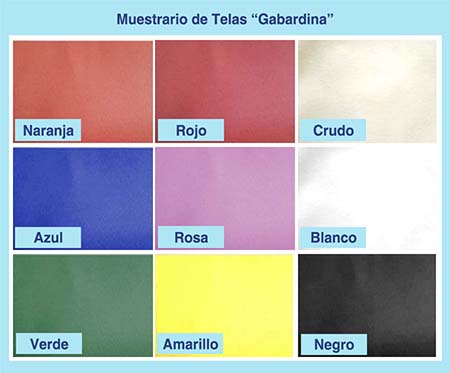 Muestrario de Telas “Gabardina”
Naranja
Rojo
Crudo
Azul
Rosa
Blanco
Verde
Amarillo
Negro